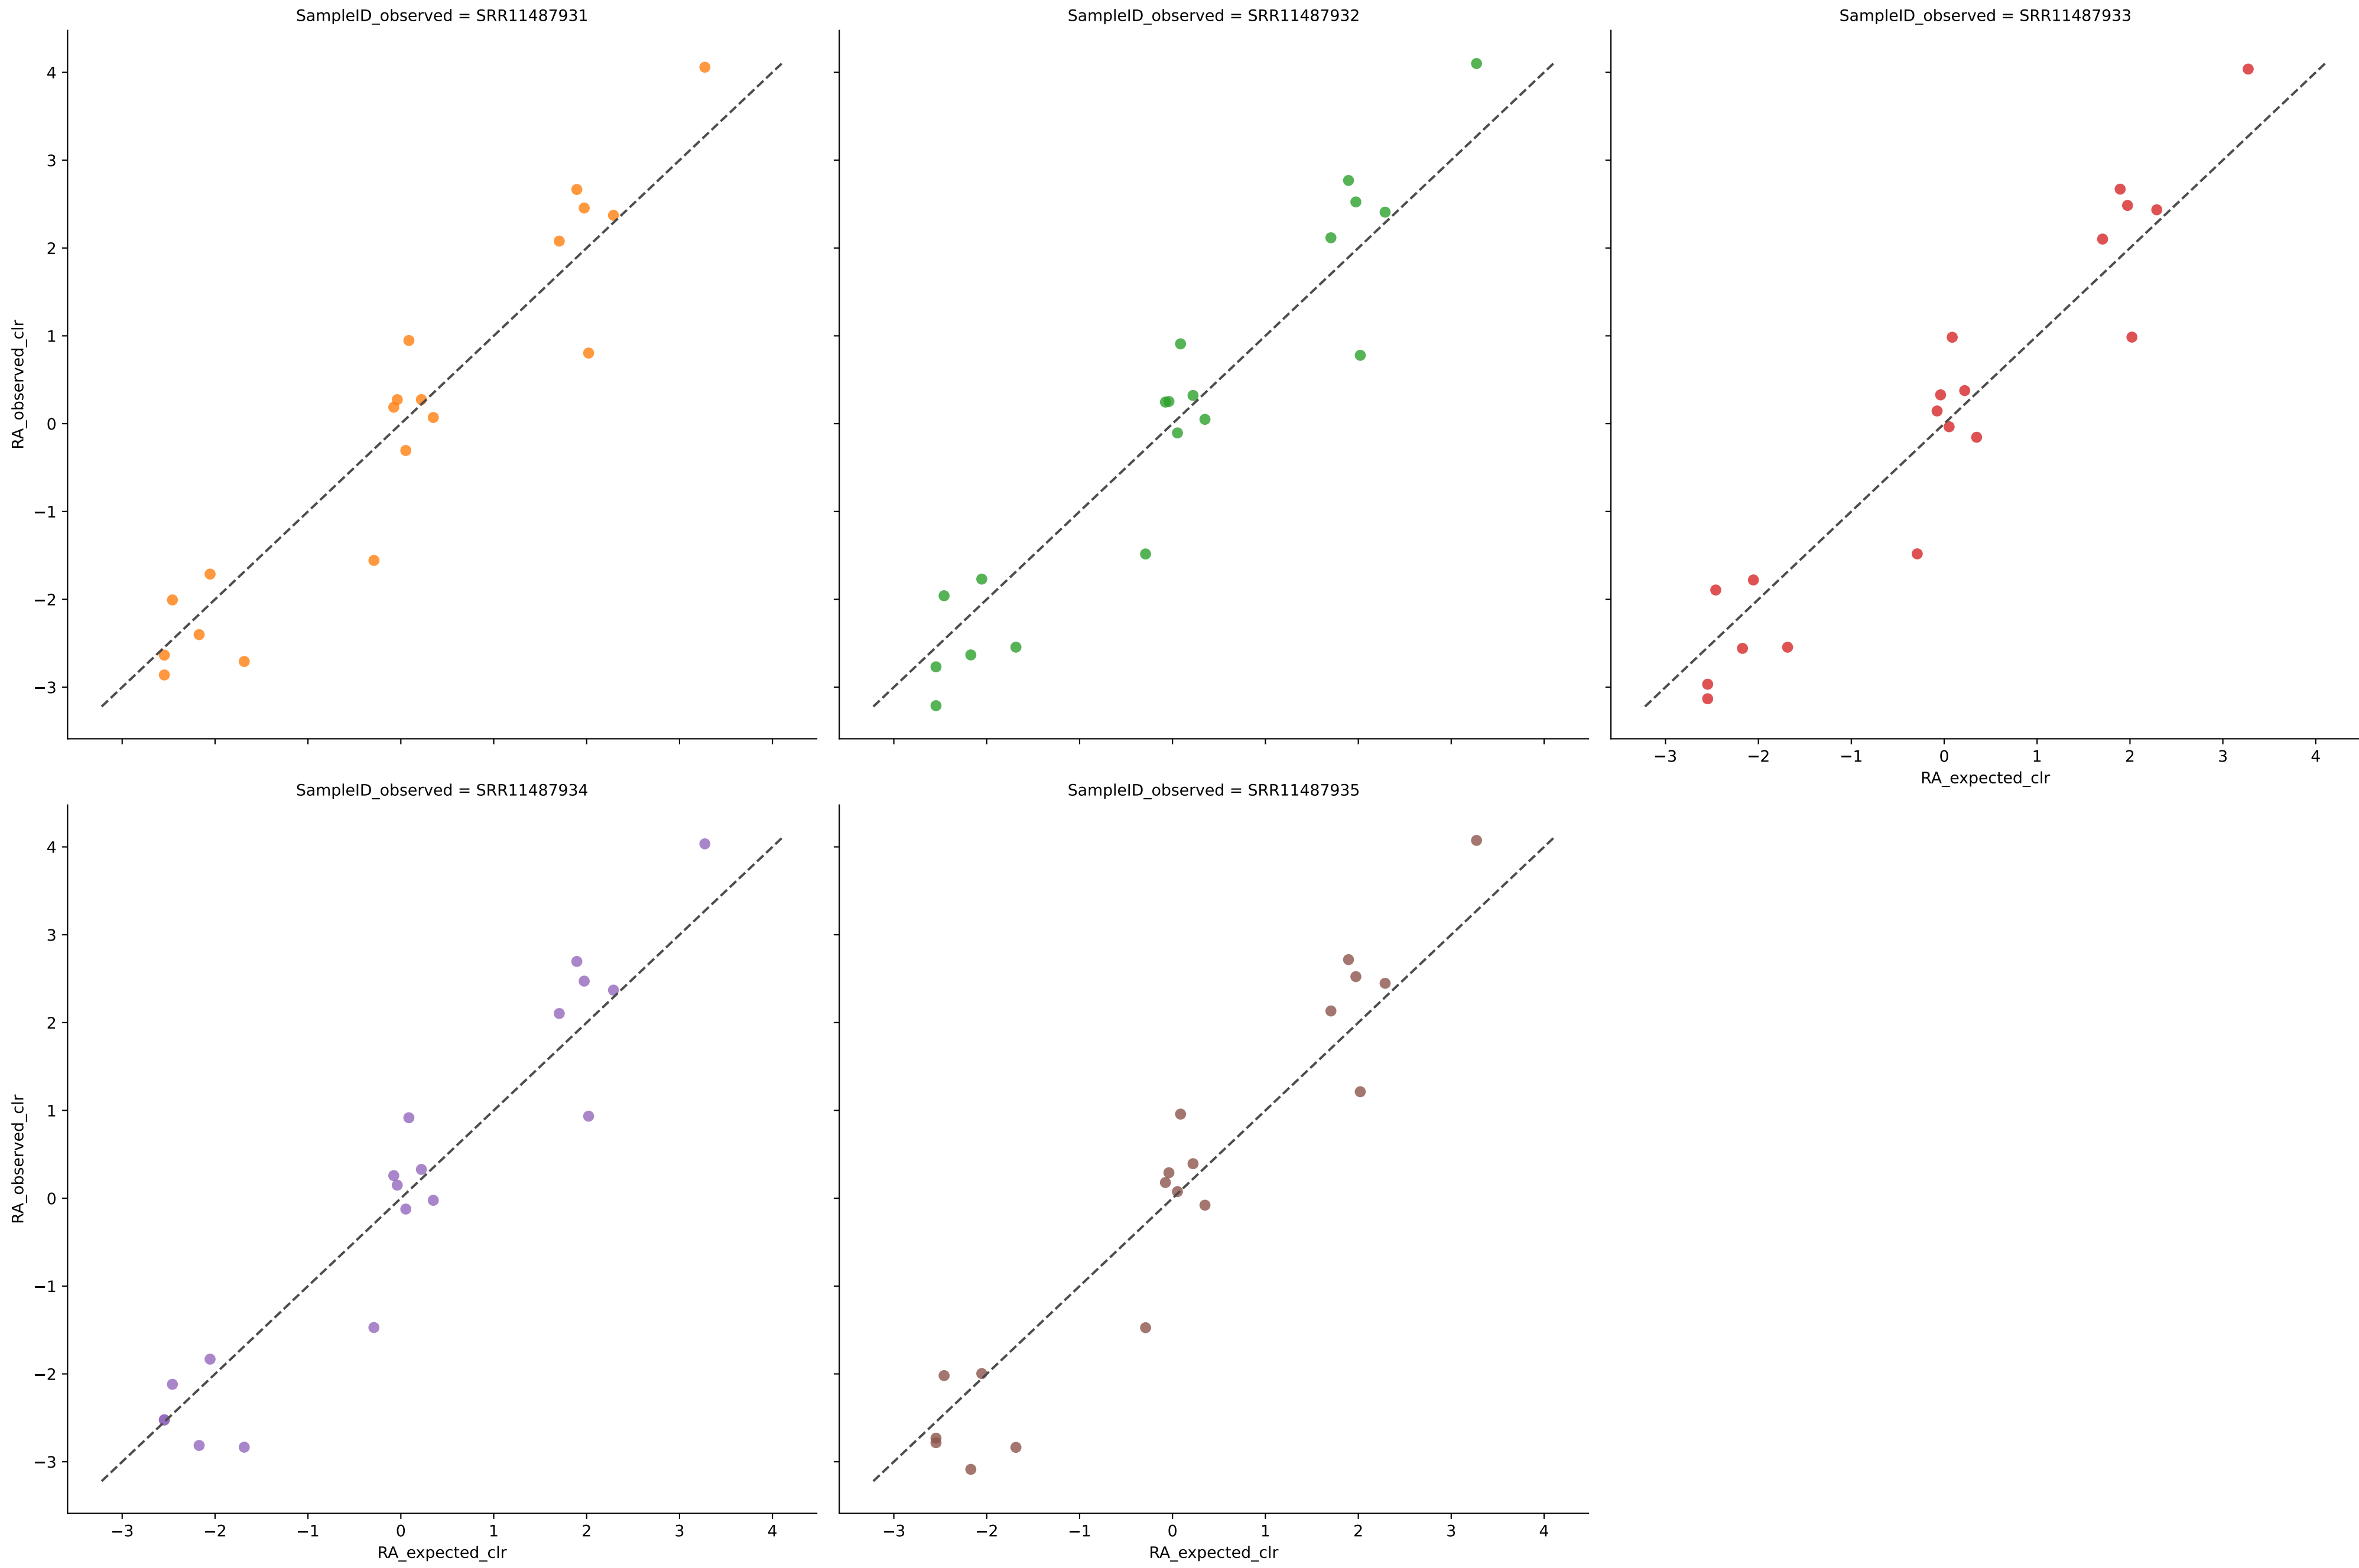 SampleID_observed = SRR11487931
SampleID_observed = SRR11487932
SampleID_observed = SRR11487933
RA_observed_clr
4
3
2
1
0
−1
−2
−3
−3 −2 −1 0 1 2 3 4
RA_expected_clr
SampleID_observed = SRR11487934
SampleID_observed = SRR11487935
RA_observed_clr
4
3
2
1
0
−1
−2
−3
−3 −2 −1 0 1 2 3 4
RA_expected_clr
−3 −2 −1 0 1 2 3 4
RA_expected_clr